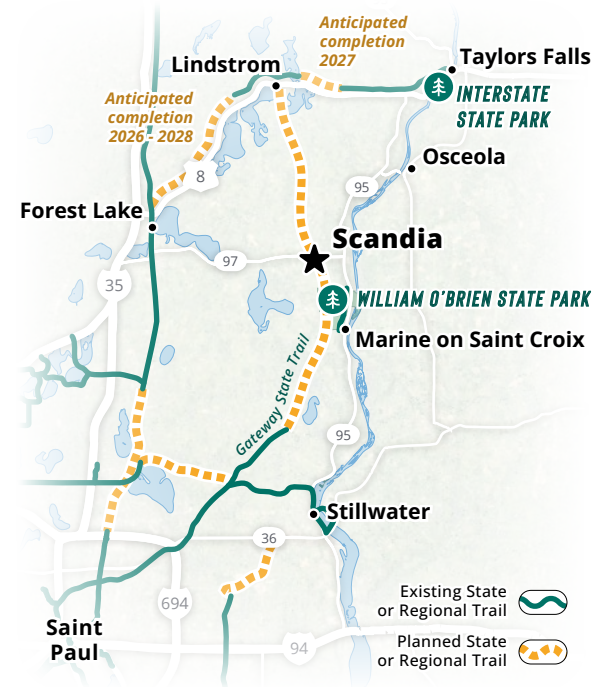 Anticipated
completion
2027
Lindstrom
Taylors Falls
INTERSTATE
STATE PARK
Anticipated
completion
2026 - 2028
Osceola
8
95
Forest Lake
Scandia
97
35
WILLIAM O'BRIEN STATE PARK
Marine on Saint Croix
Gateway State Trail
95
Stillwater
36
694
Existing State
or Regional Trail
Saint
Paul
94
Planned State
or Regional Trail